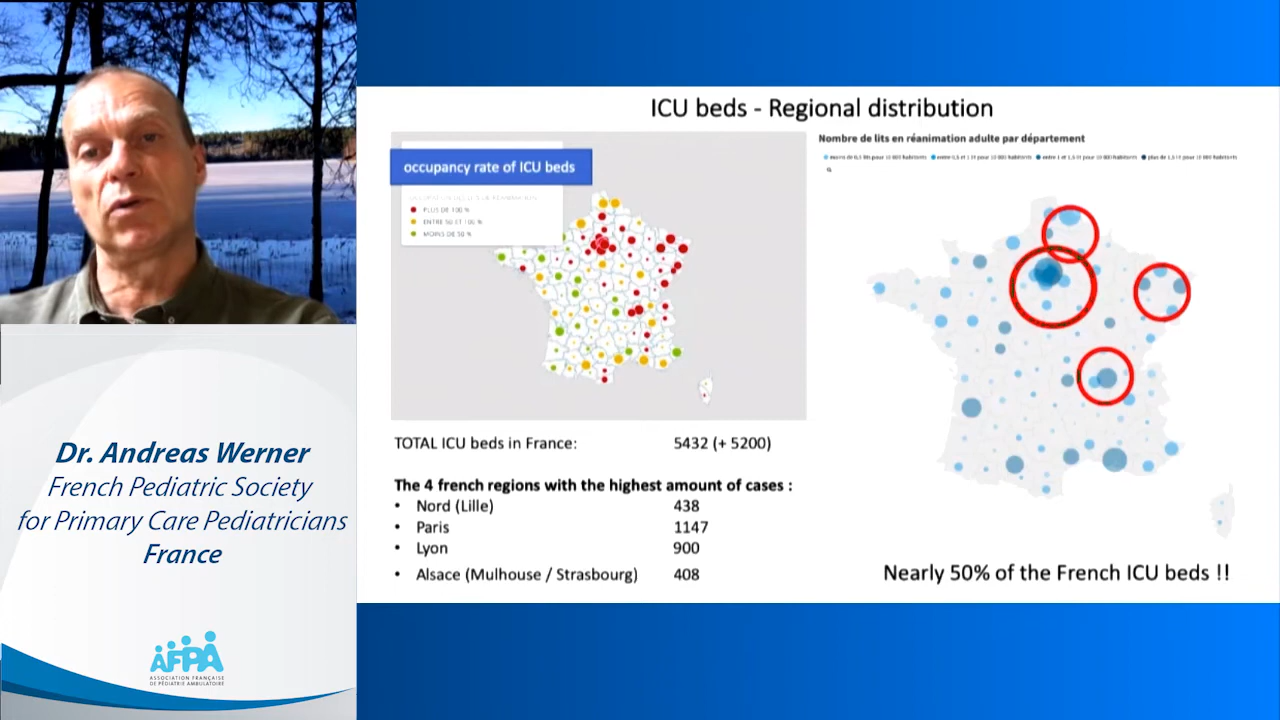 ICU beds - Regional distribution
occupancy rate of ICU beds
PLUS DE 100 %
ENTRE 50 ET 100 %
MOINS DE 50 %
Nombre de lits en réanimation adulte par département
TOTAL ICU beds in France: 5432 (+ 5200)
The 4 french regions with the highest amount of cases :
• Nord (Lille) 438
• Paris 1147
• Lyon 900
• Alsace (Mulhouse / Strasbourg) 408
Nearly 50% of the French ICU beds !!
Dr. Andreas Werner
French Pediatric Society
for Primary Care Pediatricians
France
AFPA
ASSOCIATION FRANÇAISE
DE PÉDIATRIE AMBULATOIRE